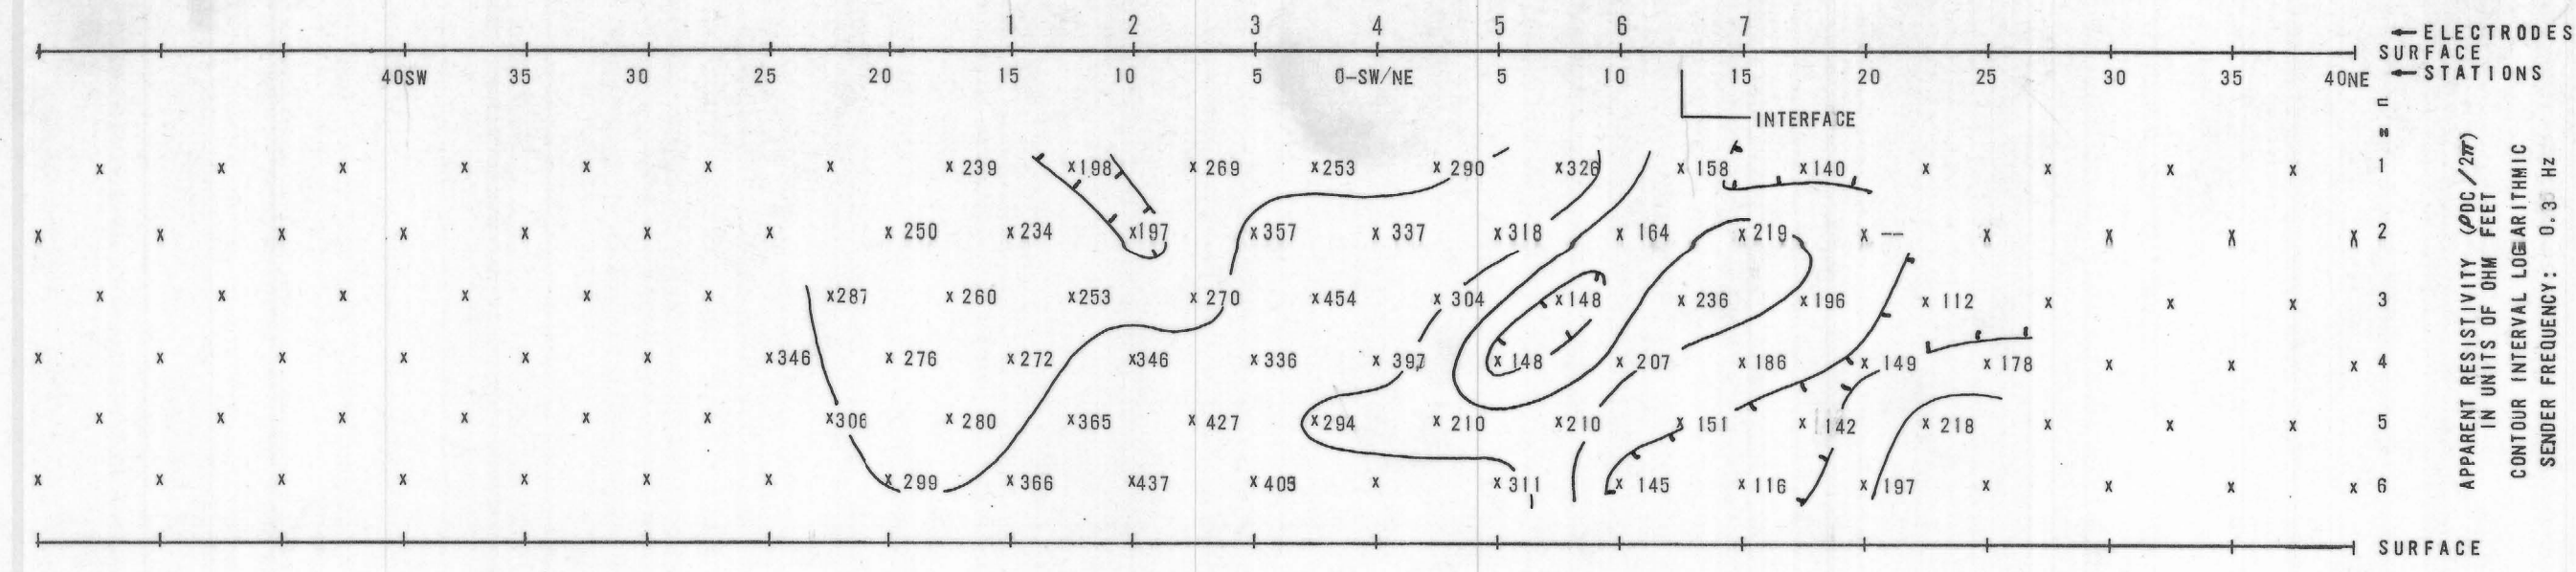 1 2 3 4 5 6 7 ←ELECTRODES
SURFACE
40SW 35 30 25 20 15 10 5 0-SW/NE 5 10 15 20 25 30 35 40NE ←STATIONS
INTERFACE
n =
x x x x x x x x 239 x 198 x 269 x 253 x 290 x 326 x 158 x 140 x x x x 1
x x x x x x x x 250 x 234 x 197 x 357 x 337 x 318 x 164 x 219 x -- x x x x 2
x x x x x x x 287 x 260 x 253 x 270 x 454 x 304 x 148 x 236 x 196 x 112 x x x 3
x x x x x x x 346 x 276 x 272 x 346 x 336 x 397 x 148 x 207 x 186 x 149 x 178 x x x 4
x x x x x x x 306 x 280 x 365 x 427 x 294 x 210 x 210 x 151 x 142 x 218 x x x 5
x x x x x x x x 299 x 366 x 437 x x 311 x 145 x 116 x 197 x x x x 6
SURFACE
APPARENT RESISTIVITY (ρDC/2π)
IN UNITS OF OHM FEET
CONTOUR INTERVAL LOGARITHMIC
SENDER FREQUENCY: 0.3 Hz